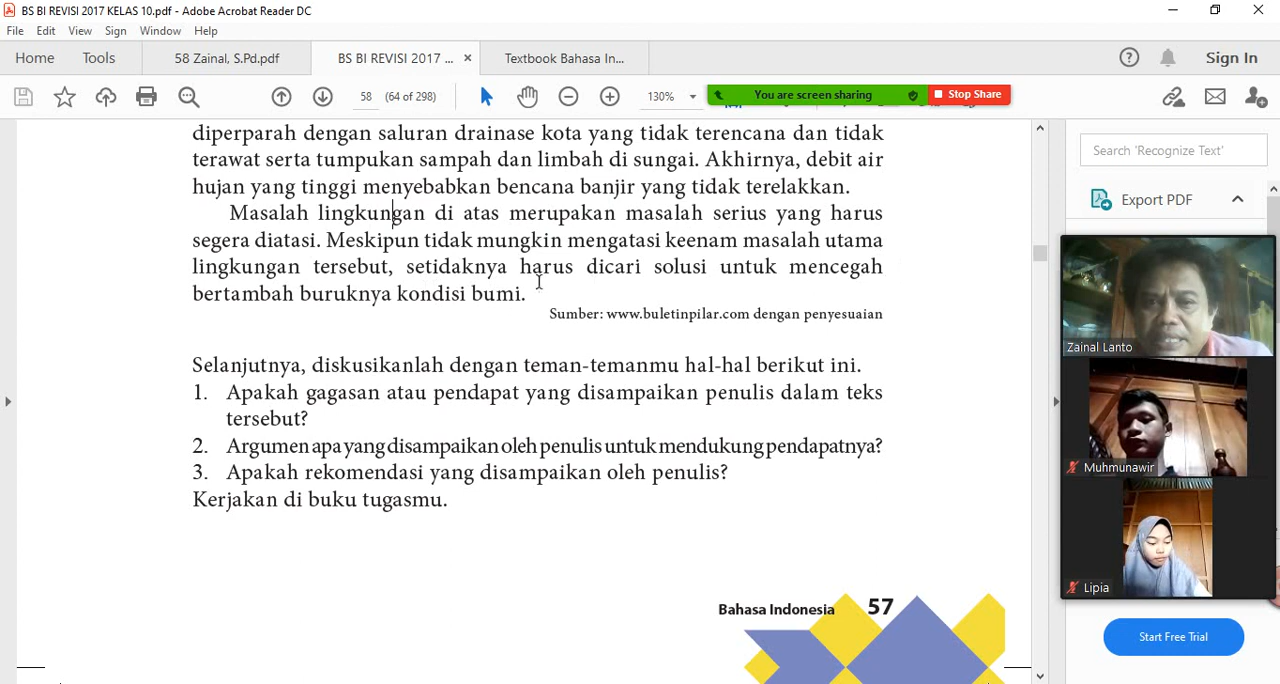 BS BI REVISI 2017 KELAS 10.pdf - Adobe Acrobat Reader DC
File Edit View Sign Window Help
Home Tools 58 Zainal, S.Pd.pdf BS BI REVISI 2017 ... × Textbook Bahasa In... Sign In
58 (64 of 298) 130% You are screen sharing Stop Share
diperparah dengan saluran drainase kota yang tidak terencana dan tidak
terawat serta tumpukan sampah dan limbah di sungai. Akhirnya, debit air
hujan yang tinggi menyebabkan bencana banjir yang tidak terelakkan.
Masalah lingkungan di atas merupakan masalah serius yang harus
segera diatasi. Meskipun tidak mungkin mengatasi keenam masalah utama
lingkungan tersebut, setidaknya harus dicari solusi untuk mencegah
bertambah buruknya kondisi bumi.
Sumber: www.buletinpilar.com dengan penyesuaian
Selanjutnya, diskusikanlah dengan teman-temanmu hal-hal berikut ini.
1. Apakah gagasan atau pendapat yang disampaikan penulis dalam teks
tersebut?
2. Argumen apa yang disampaikan oleh penulis untuk mendukung pendapatnya?
3. Apakah rekomendasi yang disampaikan oleh penulis?
Kerjakan di buku tugasmu.
Bahasa Indonesia 57
Search 'Recognize Text'
Export PDF
Zainal Lanto
Muhmunawir
Lipia
Start Free Trial